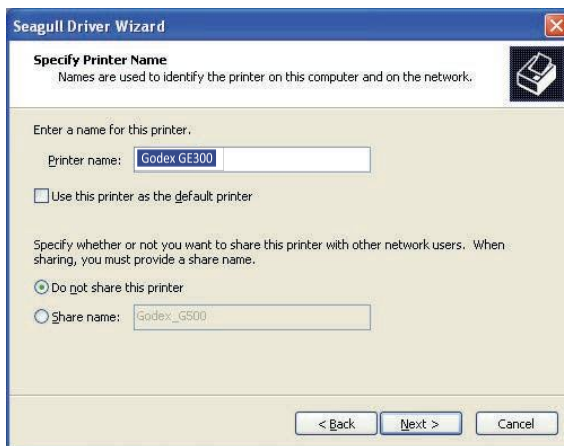 Seagull Driver Wizard
Specify Printer Name
Names are used to identify the printer on this computer and on the network.
Enter a name for this printer.
Printer name: Godex GE300
Use this printer as the default printer
Specify whether or not you want to share this printer with other network users. When
sharing, you must provide a share name.
Do not share this printer
Share name: Godex_G500
< Back Next > Cancel